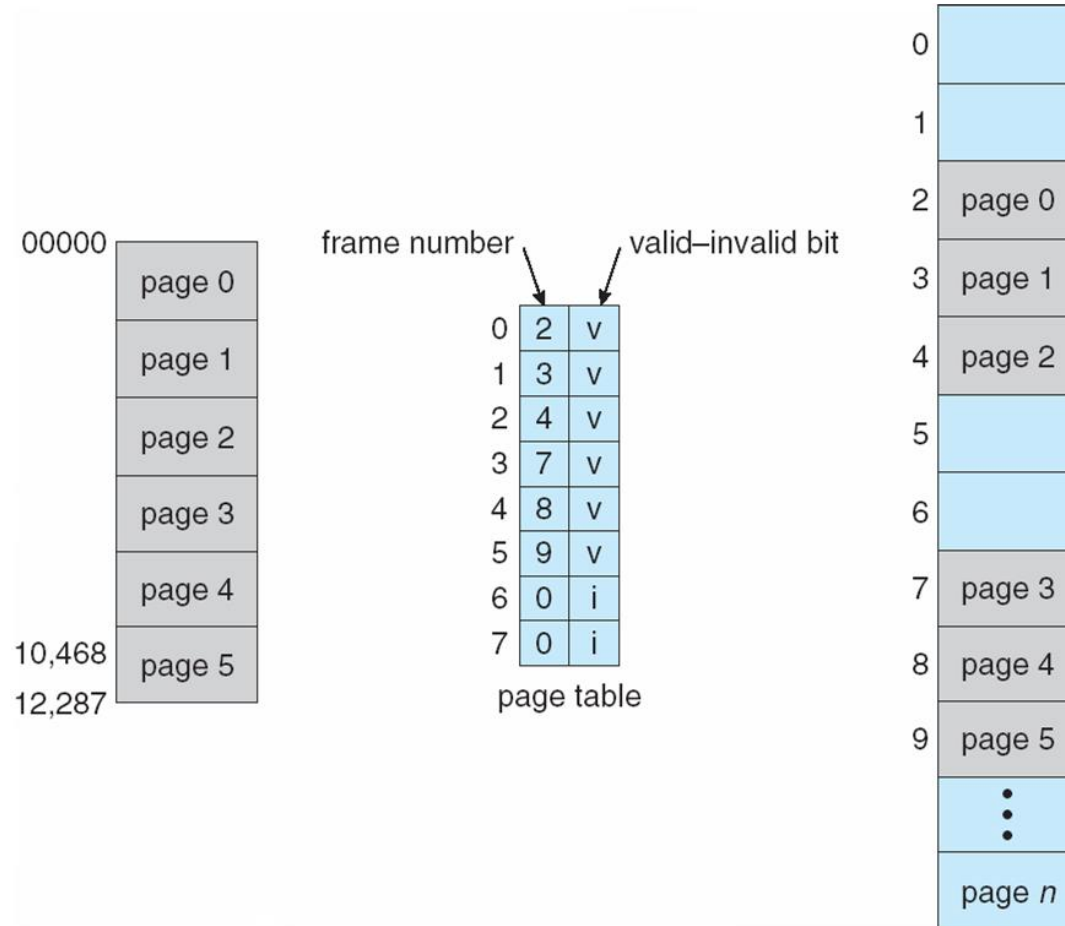 00000
page 0
page 1
page 2
page 3
page 4
10,468
page 5
12,287
frame number
valid–invalid bit
0 2 v
1 3 v
2 4 v
3 7 v
4 8 v
5 9 v
6 0 i
7 0 i
page table
0
1
2 page 0
3 page 1
4 page 2
5
6
7 page 3
8 page 4
9 page 5
page n